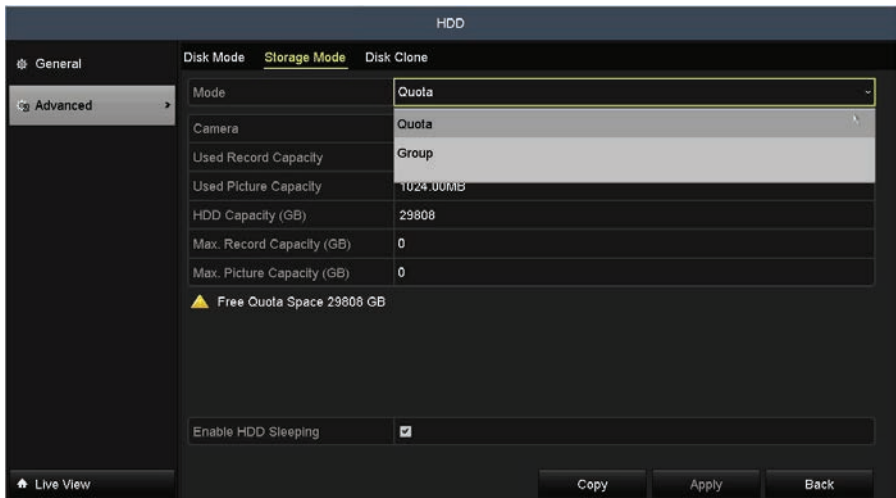 HDD
General
Advanced
Disk Mode Storage Mode Disk Clone
Mode Quota
Quota
Group
Camera
Used Record Capacity
Used Picture Capacity 1024.00MB
HDD Capacity (GB) 29808
Max. Record Capacity (GB) 0
Max. Picture Capacity (GB) 0
Free Quota Space 29808 GB
Enable HDD Sleeping
Live View
Copy Apply Back